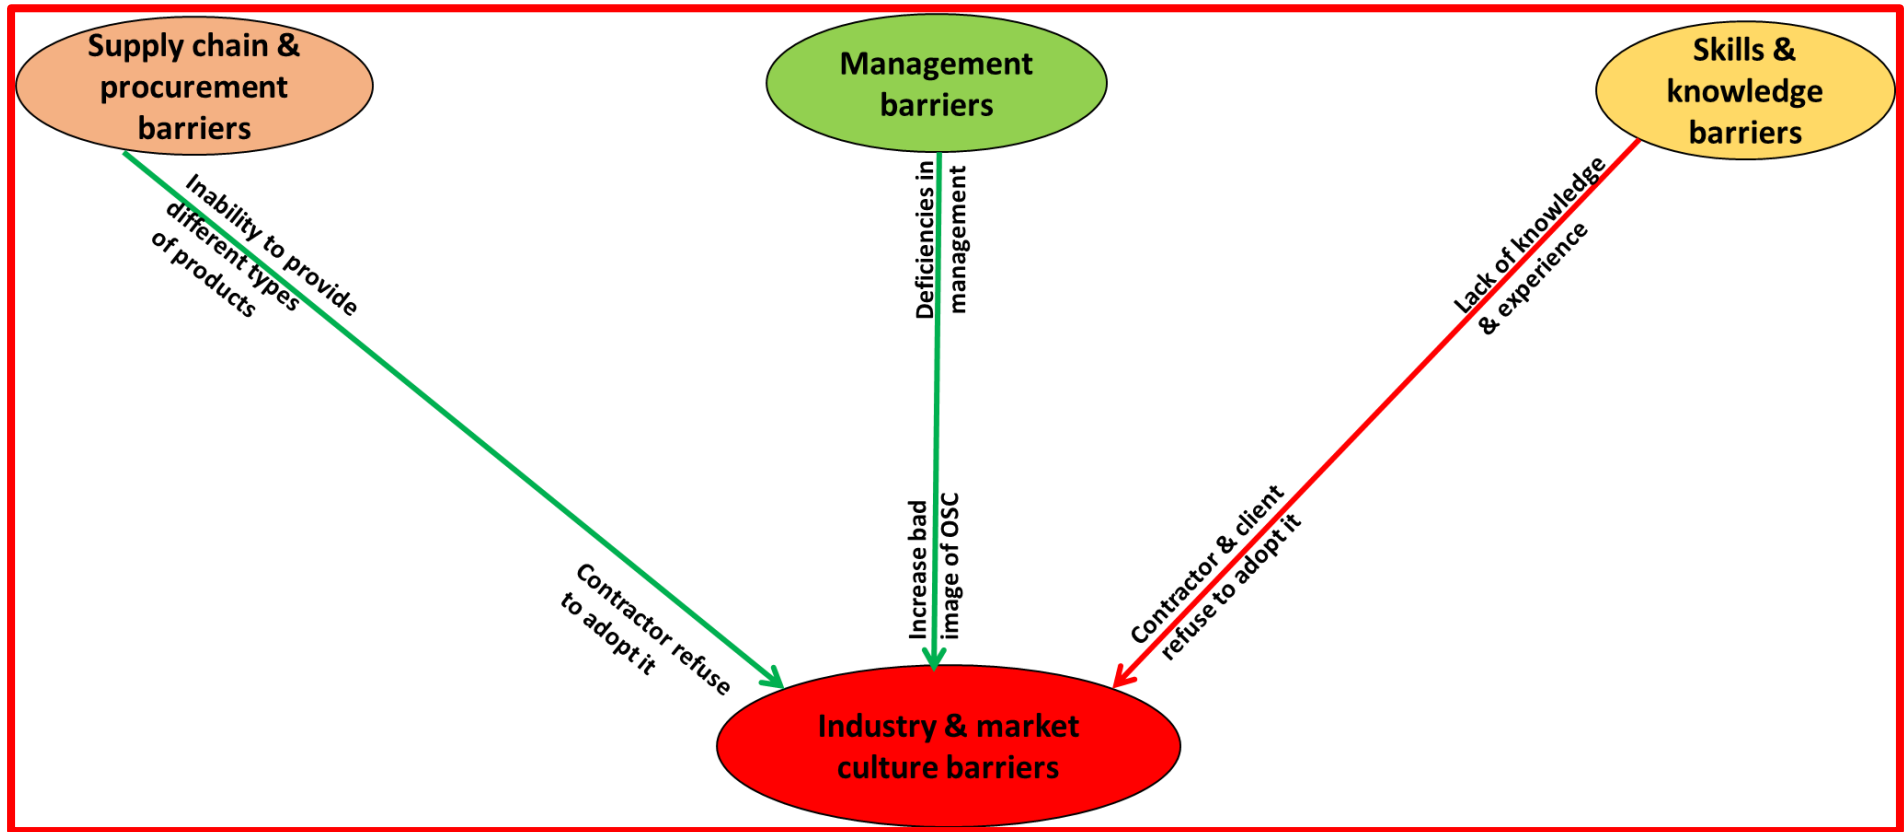 Supply chain &
procurement
barriers
Management
barriers
Skills &
knowledge
barriers
Inability to provide
different types
of products
Deficiencies in
management
Lack of knowledge
& experience
Contractor refuse
to adopt it
Increase bad
image of OSC
Contractor & client
refuse to adopt it
Industry & market
culture barriers